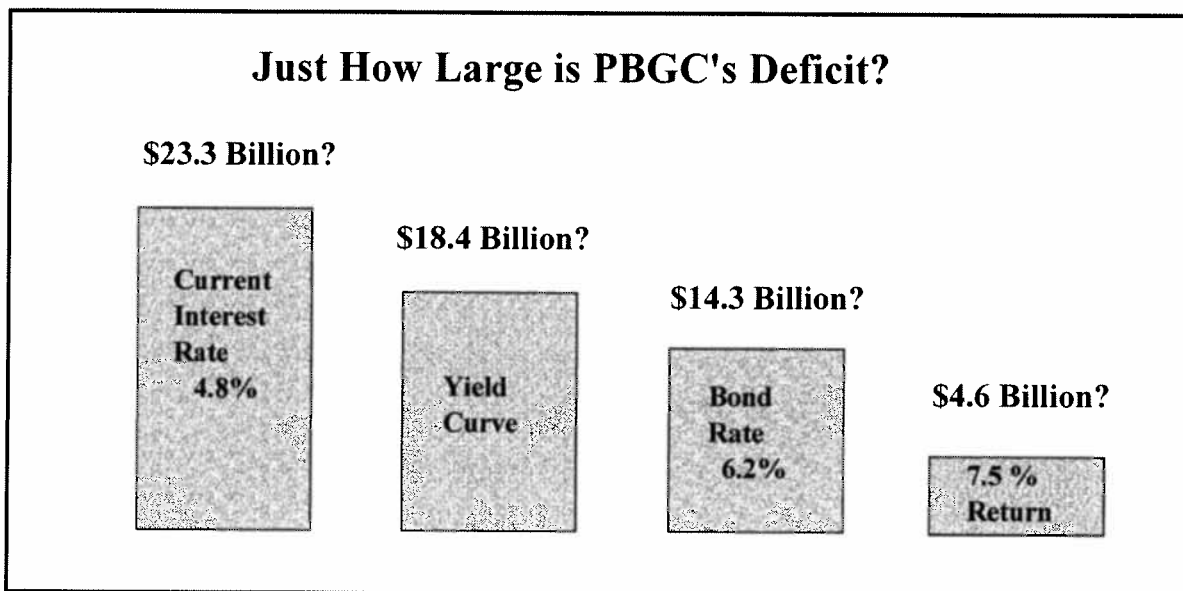 Just How Large is PBGC's Deficit?
$23.3 Billion?
Current
Interest
Rate
4.8%
$18.4 Billion?
Yield
Curve
$14.3 Billion?
Bond
Rate
6.2%
$4.6 Billion?
7.5 %
Return